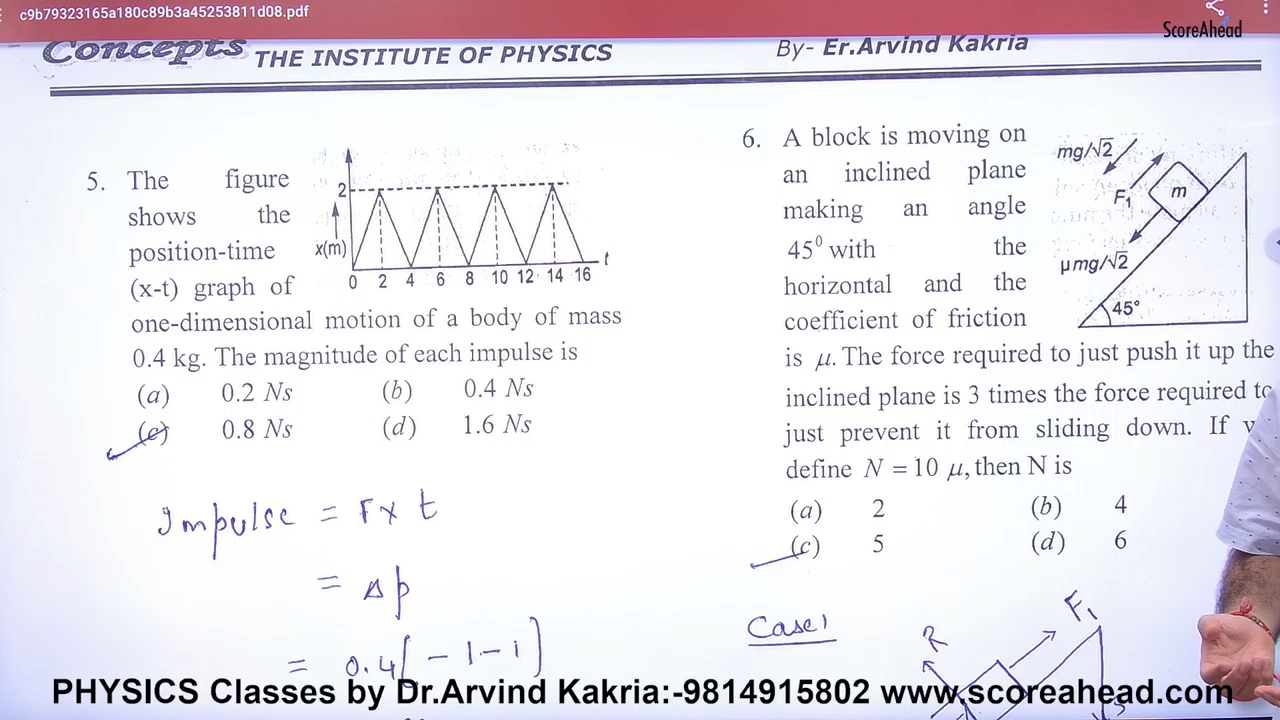 c9b79323165a180c89b3a45253811d08.pdf
ScoreAhead
Concepts THE INSTITUTE OF PHYSICS By- Er.Arvind Kakria
5. The figure
shows the
position-time
(x-t) graph of
one-dimensional motion of a body of mass
0.4 kg. The magnitude of each impulse is
(a) 0.2 Ns (b) 0.4 Ns
(c) 0.8 Ns (d) 1.6 Ns
2
x(m)
t
0 2 4 6 8 10 12 14 16
Impulse = F x t
= Δp
= 0.4[ - 1 - 1 ]
6. A block is moving on
an inclined plane
making an angle
45⁰ with the
horizontal and the
coefficient of friction
is μ. The force required to just push it up the
inclined plane is 3 times the force required to
just prevent it from sliding down. If
define N = 10 μ, then N is
(a) 2 (b) 4
(c) 5 (d) 6
mg/√2
F₁
m
μmg/√2
45°
Case 1
R
F₁
PHYSICS Classes by Dr.Arvind Kakria:-9814915802 www.scoreahead.com